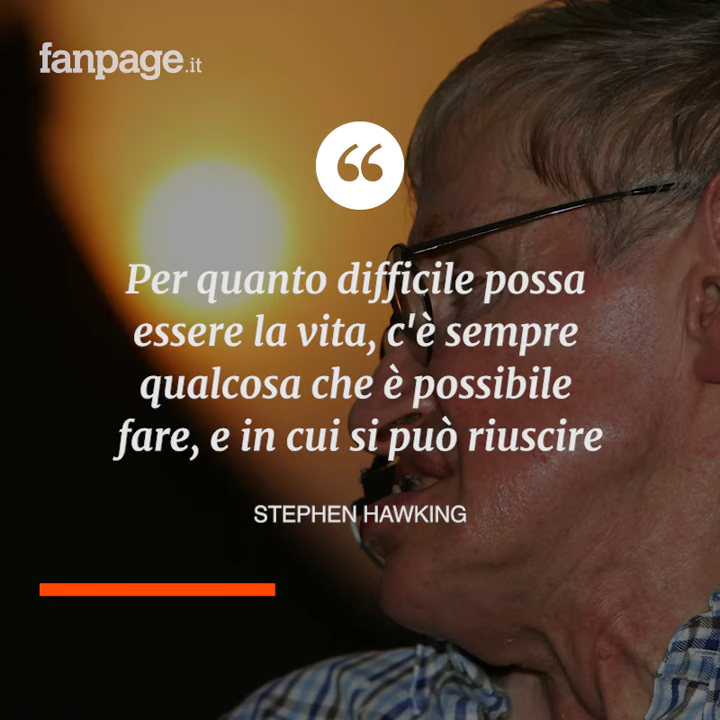 fanpage.it
“
Per quanto difficile possa
essere la vita, c'è sempre
qualcosa che è possibile
fare, e in cui si può riuscire
STEPHEN HAWKING